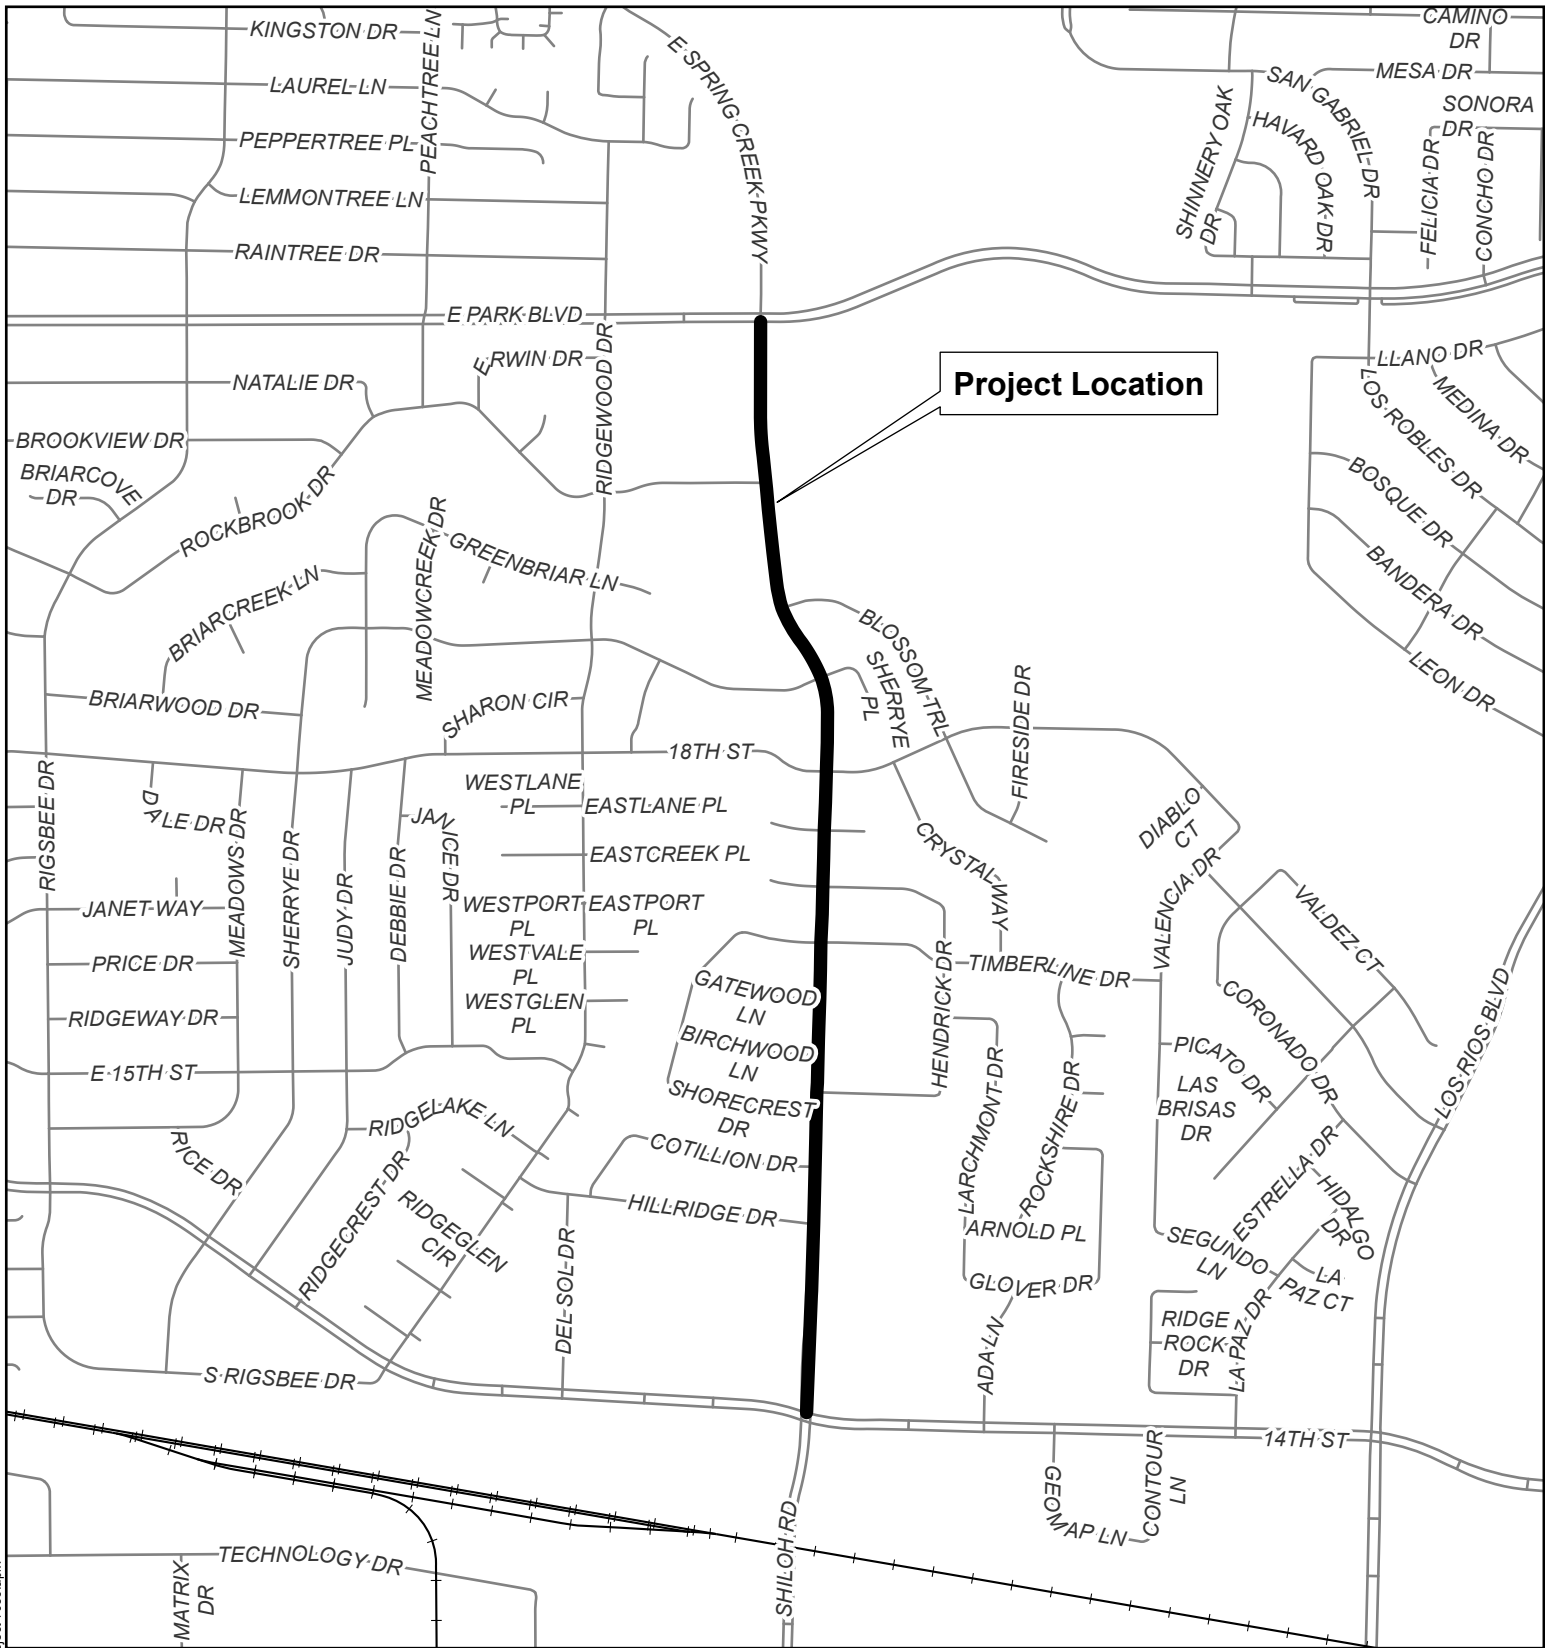 CAMINO
DR
KINGSTON DR
PEACHTREE LN
E SPRING CREEK PKWY
MESA DR
SAN GABRIEL DR
LAUREL LN
SONORA
DR
SHINNERY OAK
DR
HAVARD OAK DR
FELICIA DR
CONCHO DR
PEPPERTREE PL
LEMMONTREE LN
RAINTREE DR
E PARK BLVD
RIDGEWOOD DR
ERWIN DR
LLANO DR
NATALIE DR
Project Location
LOS ROBLES DR
MEDINA DR
BROOKVIEW DR
BRIARCOVE
DR
ROCKBROOK DR
BOSQUE DR
MEADOWCREEK DR
GREENBRIAR LN
BANDERA DR
BRIARCREEK LN
BLOSSOM TRL
SHERRYE
PL
LEON DR
FIRESIDE DR
BRIARWOOD DR
SHARON CIR
18TH ST
RIGSBEE DR
WESTLANE
PL
EASTLANE PL
DALE DR
JANICE DR
DIABLO
CT
MEADOWS DR
SHERRYE DR
JUDY DR
DEBBIE DR
EASTCREEK PL
CRYSTAL WAY
VALENCIA DR
JANET WAY
WESTPORT
PL
EASTPORT
PL
VALDEZ CT
PRICE DR
WESTVALE
PL
HENDRICK DR
TIMBERLINE DR
LOS RIOS BLVD
GATEWOOD
LN
CORONADO DR
RIDGEWAY DR
WESTGLEN
PL
BIRCHWOOD
LN
PICATO DR
E 15TH ST
LARCHMONT DR
ROCKSHIRE DR
LAS
BRISAS
DR
SHORECREST
DR
RIDGELAKE LN
RICE DR
COTILLION DR
ESTRELLA DR
RIDGECREST DR
RIDGEGLEN
CIR
HILLRIDGE DR
HIDALGO
DR
ARNOLD PL
DEL SOL DR
SEGUNDO
LN
GLOVER DR
LA
PAZ CT
RIDGE
ROCK
DR
ADA LN
LA PAZ DR
S RIGSBEE DR
14TH ST
GEOMAP LN
CONTOUR
LN
SHILOH RD
TECHNOLOGY DR
MATRIX
DR